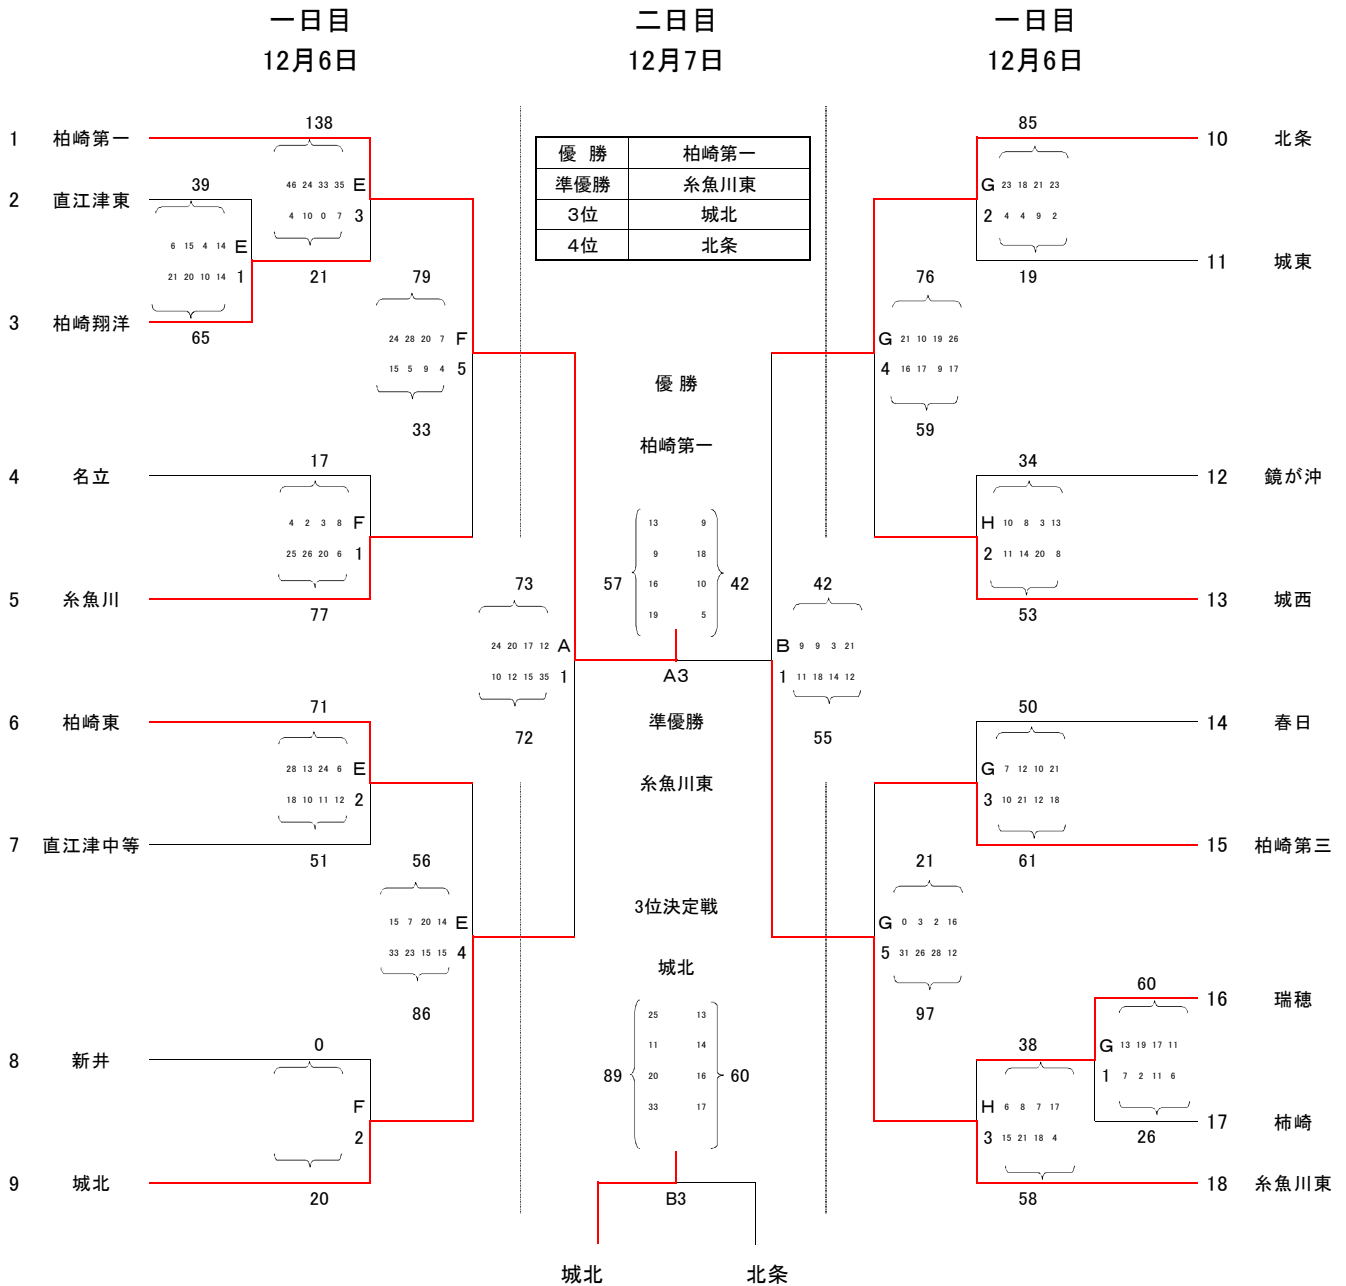 一日目 二日目 一日目
12月6日 12月7日 12月6日
138 85
1 柏崎第一 優 勝 柏崎第一 10 北条
39 46 24 33 35 E 準優勝 糸魚川東 G 23 18 21 23
2 直江津東 4 10 0 7 3 3位 城北 2 4 4 9 2
6 15 4 14 E 4位 北条
21 20 10 14 1 21 79 76 19 11 城東
3 柏崎翔洋 65
24 28 20 7 F G 21 10 19 26
15 5 9 4 5 4 16 17 9 17
優 勝
33 59
柏崎第一
17 34
4 名立 12 鏡が沖
4 2 3 8 F 13 9 H 10 8 3 13
25 26 20 6 1 9 18 2 11 14 20 8
73 57 16 10 42 42
5 糸魚川 77 19 5 53 13 城西
24 20 17 12 A B 9 9 3 21
10 12 15 35 1 A3 1 11 18 14 12
71 50
6 柏崎東 準優勝 14 春日
72 55
28 13 24 6 E 糸魚川東 G 7 12 10 21
18 10 11 12 2 3 10 21 12 18
7 直江津中等 51 56 21 61 15 柏崎第三
3位決定戦
15 7 20 14 E G 0 3 2 16
33 23 15 15 4 5 31 26 28 12
城北
60 16 瑞穂
86 25 13 97
0 11 14 38 G 13 19 17 11
8 新井 89 20 16 60 1 7 2 11 6
F 33 17 H 6 8 7 17 17 柿崎
2 3 15 21 18 4 26
9 城北 20 B3 58 18 糸魚川東
城北 北条